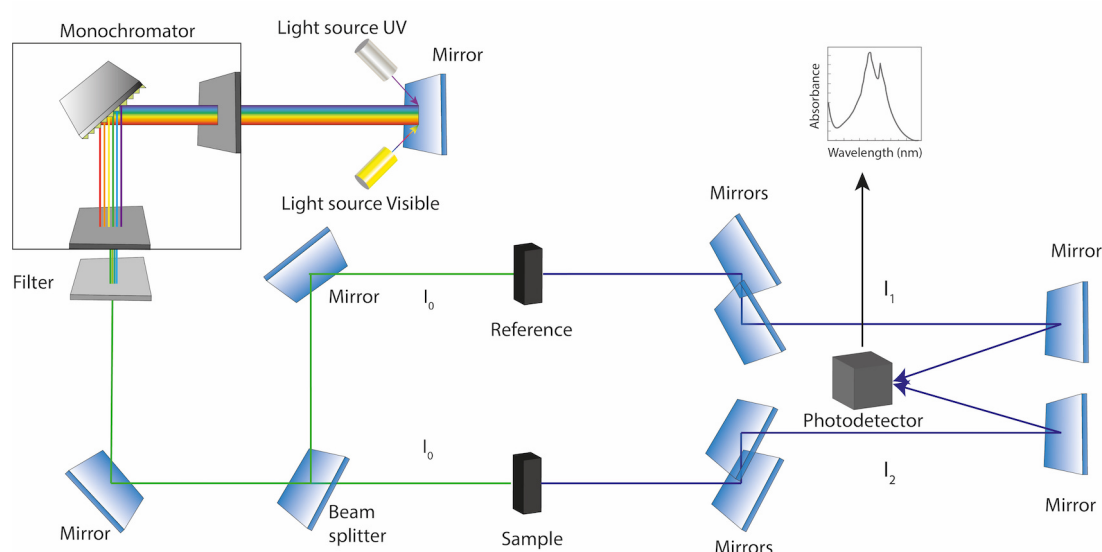 Monochromator
Light source UV
Mirror
Light source Visible
Absorbance
Wavelength (nm)
Mirrors
Mirror
Filter
Mirror
I0
Reference
I1
Photodetector
I0
I2
Mirror
Beam
splitter
Sample
Mirrors
Mirror